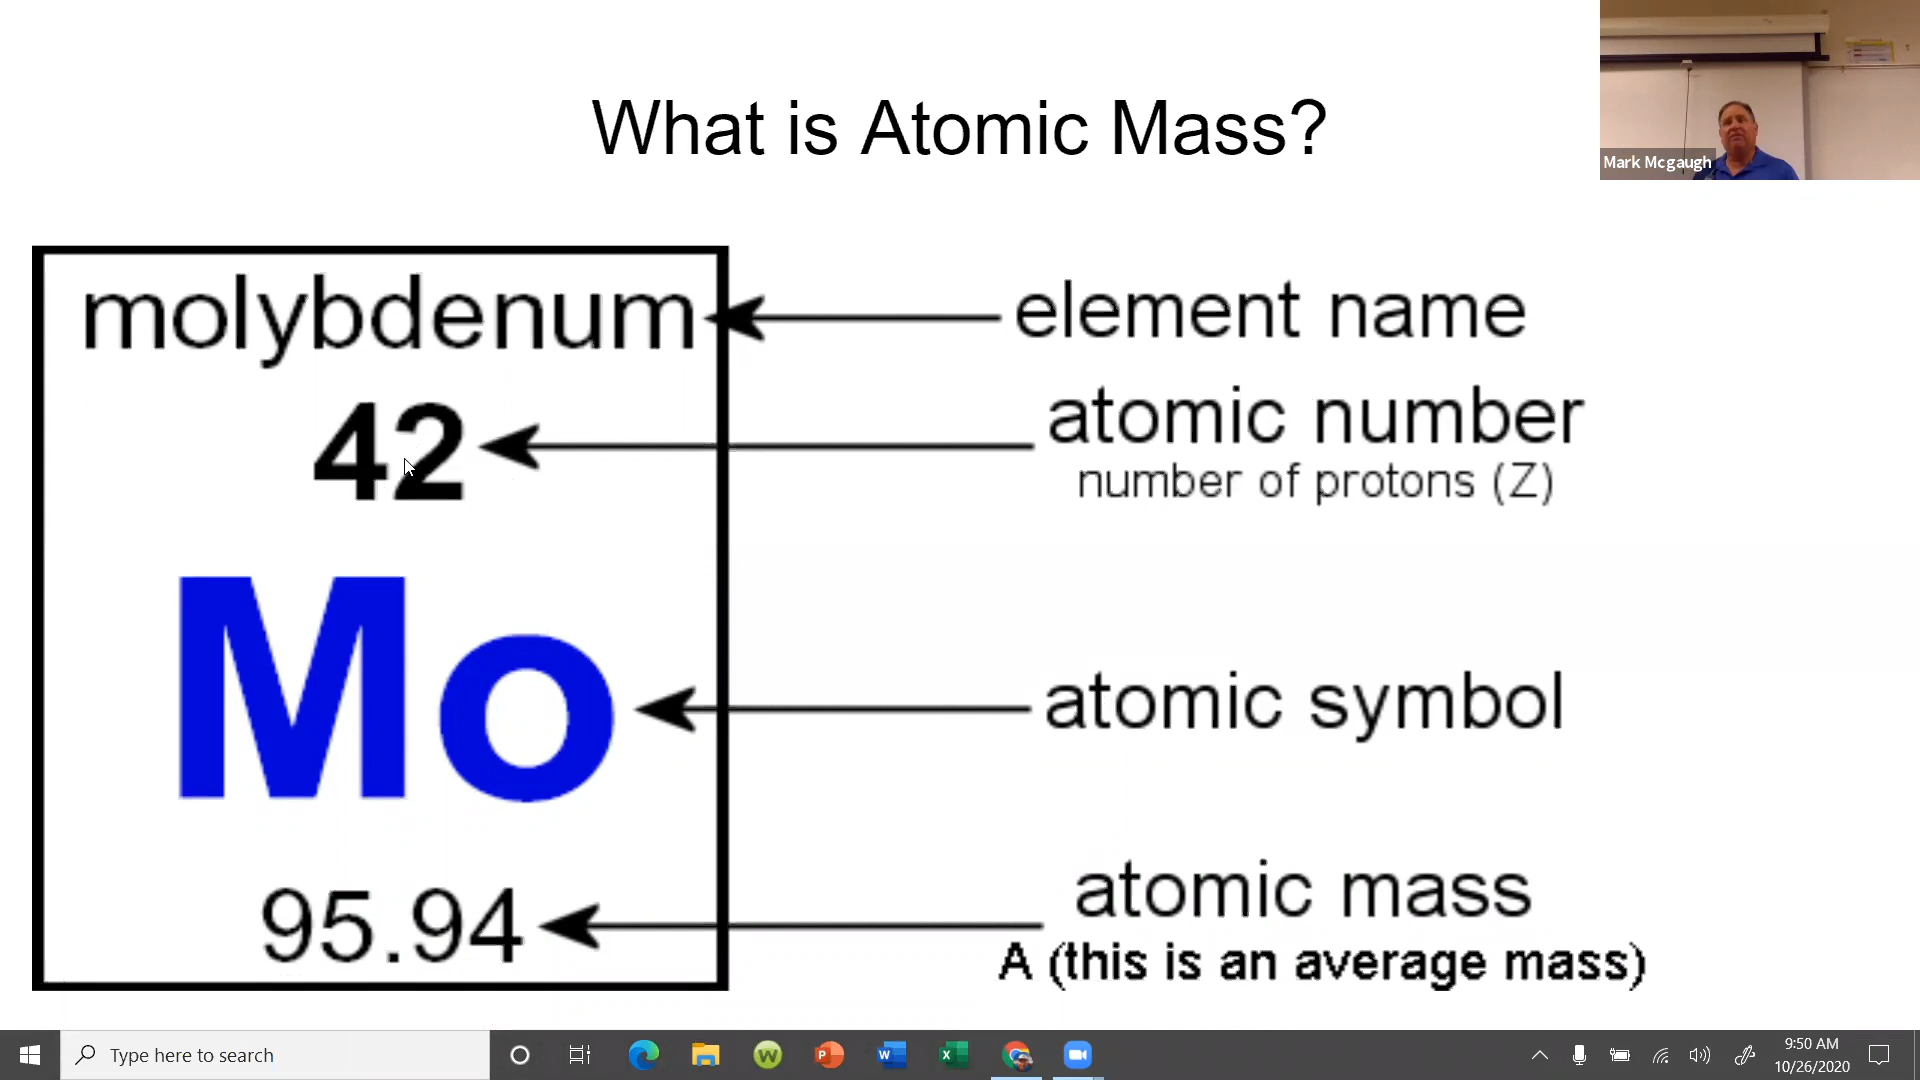 What is Atomic Mass?
Mark Mcgaugh
molybdenum
element name
42
atomic number
number of protons (Z)
Mo
atomic symbol
95.94
atomic mass
A (this is an average mass)
Type here to search
9:50 AM
10/26/2020